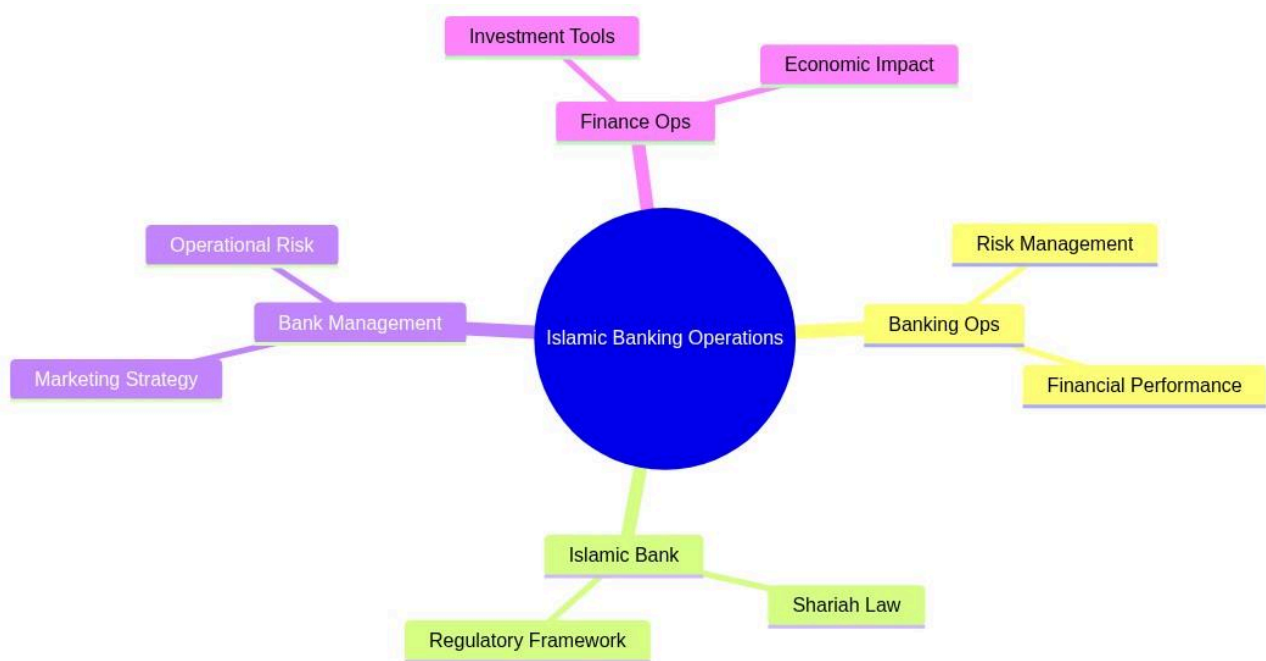 Investment Tools
Economic Impact
Finance Ops
Operational Risk
Risk Management
Bank Management
Banking Ops
Islamic Banking Operations
Marketing Strategy
Financial Performance
Islamic Bank
Shariah Law
Regulatory Framework